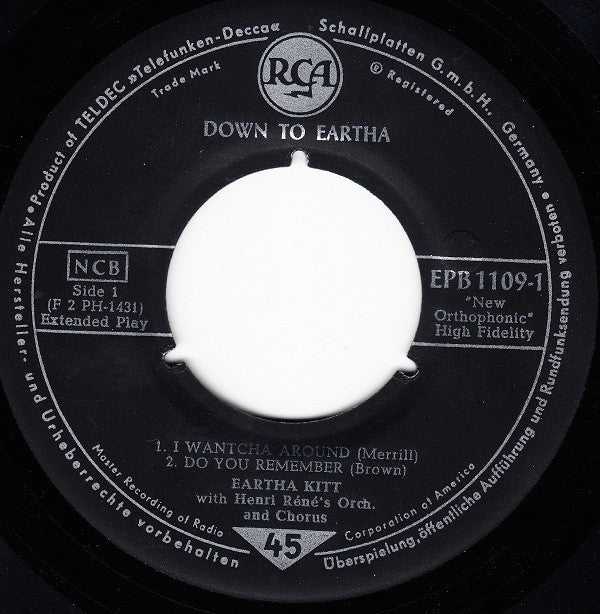 • Product of TELDEC »Telefunken-Decca« Schallplatten G.m.b.H., Germany •
Trade Mark
RCA
® Registered
DOWN TO EARTHA
NCB
Side 1
(F 2 PH-1431)
Extended Play
EPB 1109-1
"New
Orthophonic"
High Fidelity
1. I WANTCHA AROUND (Merrill)
2. DO YOU REMEMBER (Brown)
EARTHA KITT
with Henri Réné's Orch.
and Chorus
Master Recording of Radio Corporation of America
45
Alle Hersteller- und Urheberrechte vorbehalten
Überspielung, öffentliche Aufführung und Rundfunksendung verboten •